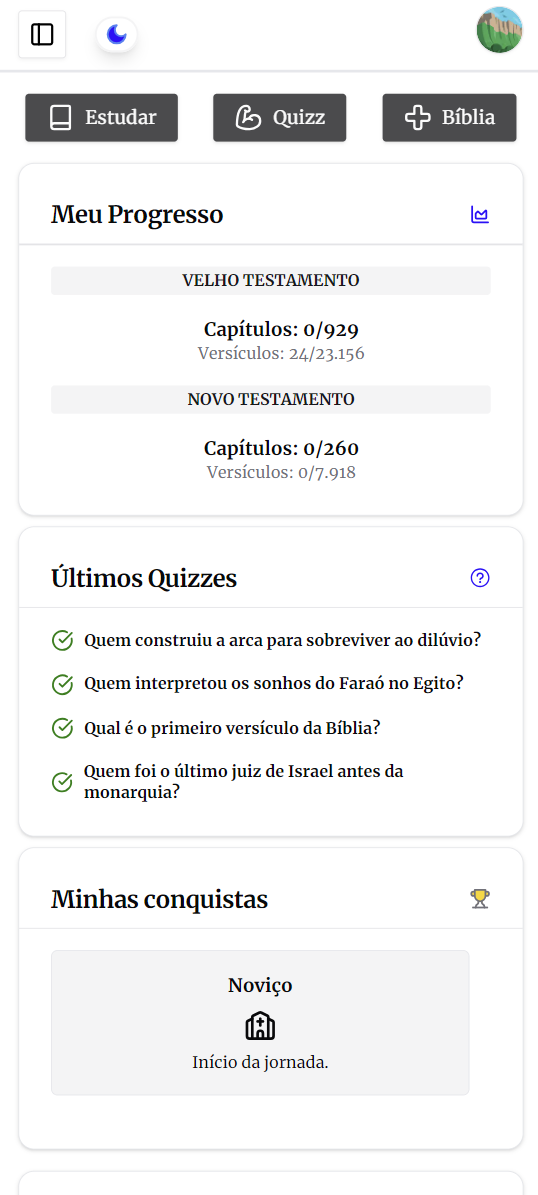 Estudar
Quizz
Bíblia
Meu Progresso
VELHO TESTAMENTO
Capítulos: 0/929
Versículos: 24/23.156
NOVO TESTAMENTO
Capítulos: 0/260
Versículos: 0/7.918
Últimos Quizzes
Quem construiu a arca para sobreviver ao dilúvio?
Quem interpretou os sonhos do Faraó no Egito?
Qual é o primeiro versículo da Bíblia?
Quem foi o último juiz de Israel antes da
monarquia?
Minhas conquistas
Noviço
Início da jornada.